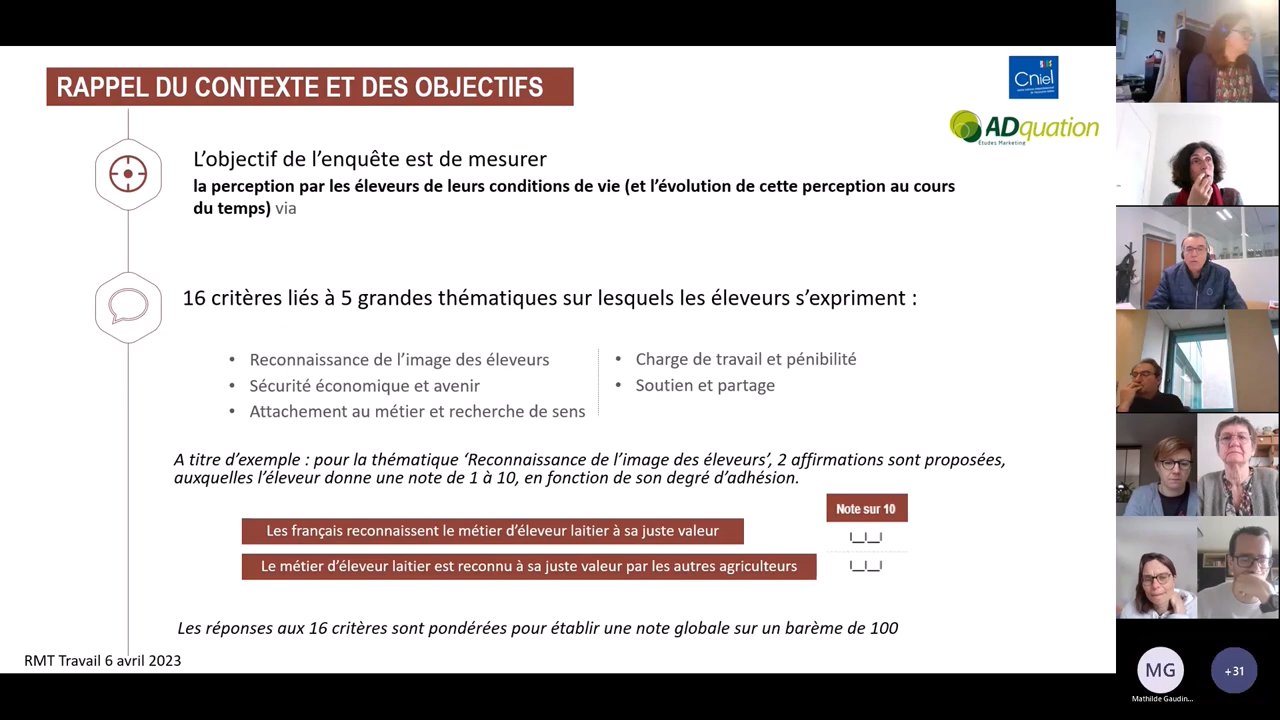 RAPPEL DU CONTEXTE ET DES OBJECTIFS
Cniel
ADquation
Études Marketing
L’objectif de l’enquête est de mesurer
la perception par les éleveurs de leurs conditions de vie (et l’évolution de cette perception au cours
du temps) via
16 critères liés à 5 grandes thématiques sur lesquels les éleveurs s’expriment :
• Reconnaissance de l’image des éleveurs
• Sécurité économique et avenir
• Attachement au métier et recherche de sens
• Charge de travail et pénibilité
• Soutien et partage
A titre d’exemple : pour la thématique ‘Reconnaissance de l’image des éleveurs’, 2 affirmations sont proposées,
auxquelles l’éleveur donne une note de 1 à 10, en fonction de son degré d’adhésion.
Note sur 10
Les français reconnaissent le métier d’éleveur laitier à sa juste valeur
|__|__|
Le métier d’éleveur laitier est reconnu à sa juste valeur par les autres agriculteurs
|__|__|
Les réponses aux 16 critères sont pondérées pour établir une note globale sur un barème de 100
RMT Travail 6 avril 2023
MG
+31
Mathilde Gaudin...